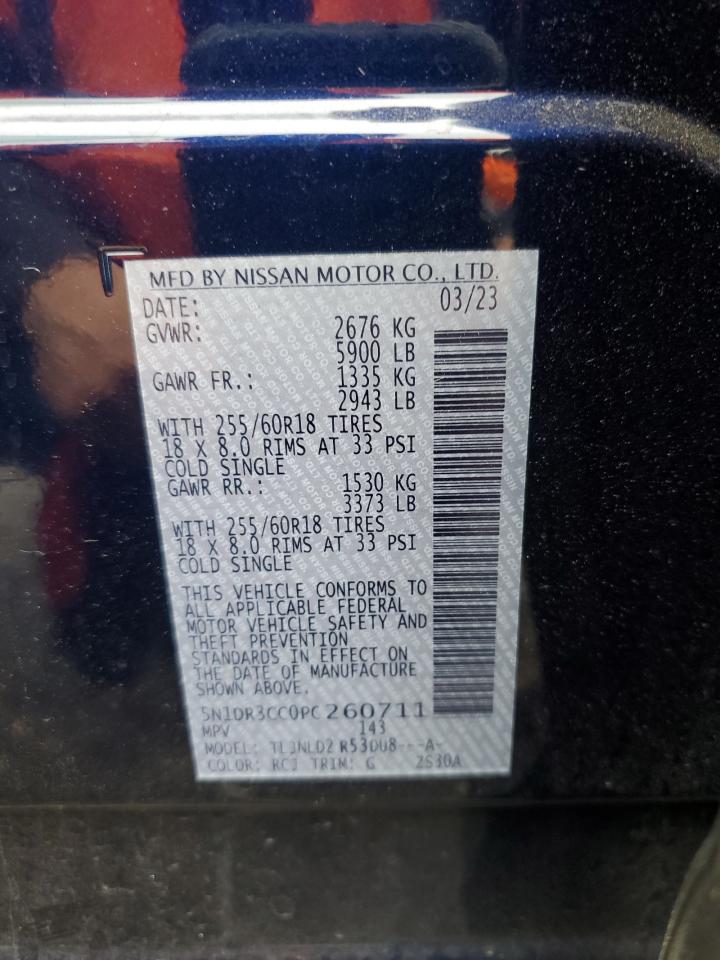 MFD BY NISSAN MOTOR CO., LTD.
DATE: 03/23
GVWR: 2676 KG
5900 LB
GAWR FR.: 1335 KG
2943 LB
WITH 255/60R18 TIRES
18 X 8.0 RIMS AT 33 PSI
COLD SINGLE
GAWR RR.: 1530 KG
3373 LB
WITH 255/60R18 TIRES
18 X 8.0 RIMS AT 33 PSI
COLD SINGLE
THIS VEHICLE CONFORMS TO
ALL APPLICABLE FEDERAL
MOTOR VEHICLE SAFETY AND
THEFT PREVENTION
STANDARDS IN EFFECT ON
THE DATE OF MANUFACTURE
SHOWN ABOVE.
5N1DR3CC0PC260711
MPV 143
MODEL: TL3NLD2 R53DU8---A-
COLOR: RCJ TRIM: G 2S30A